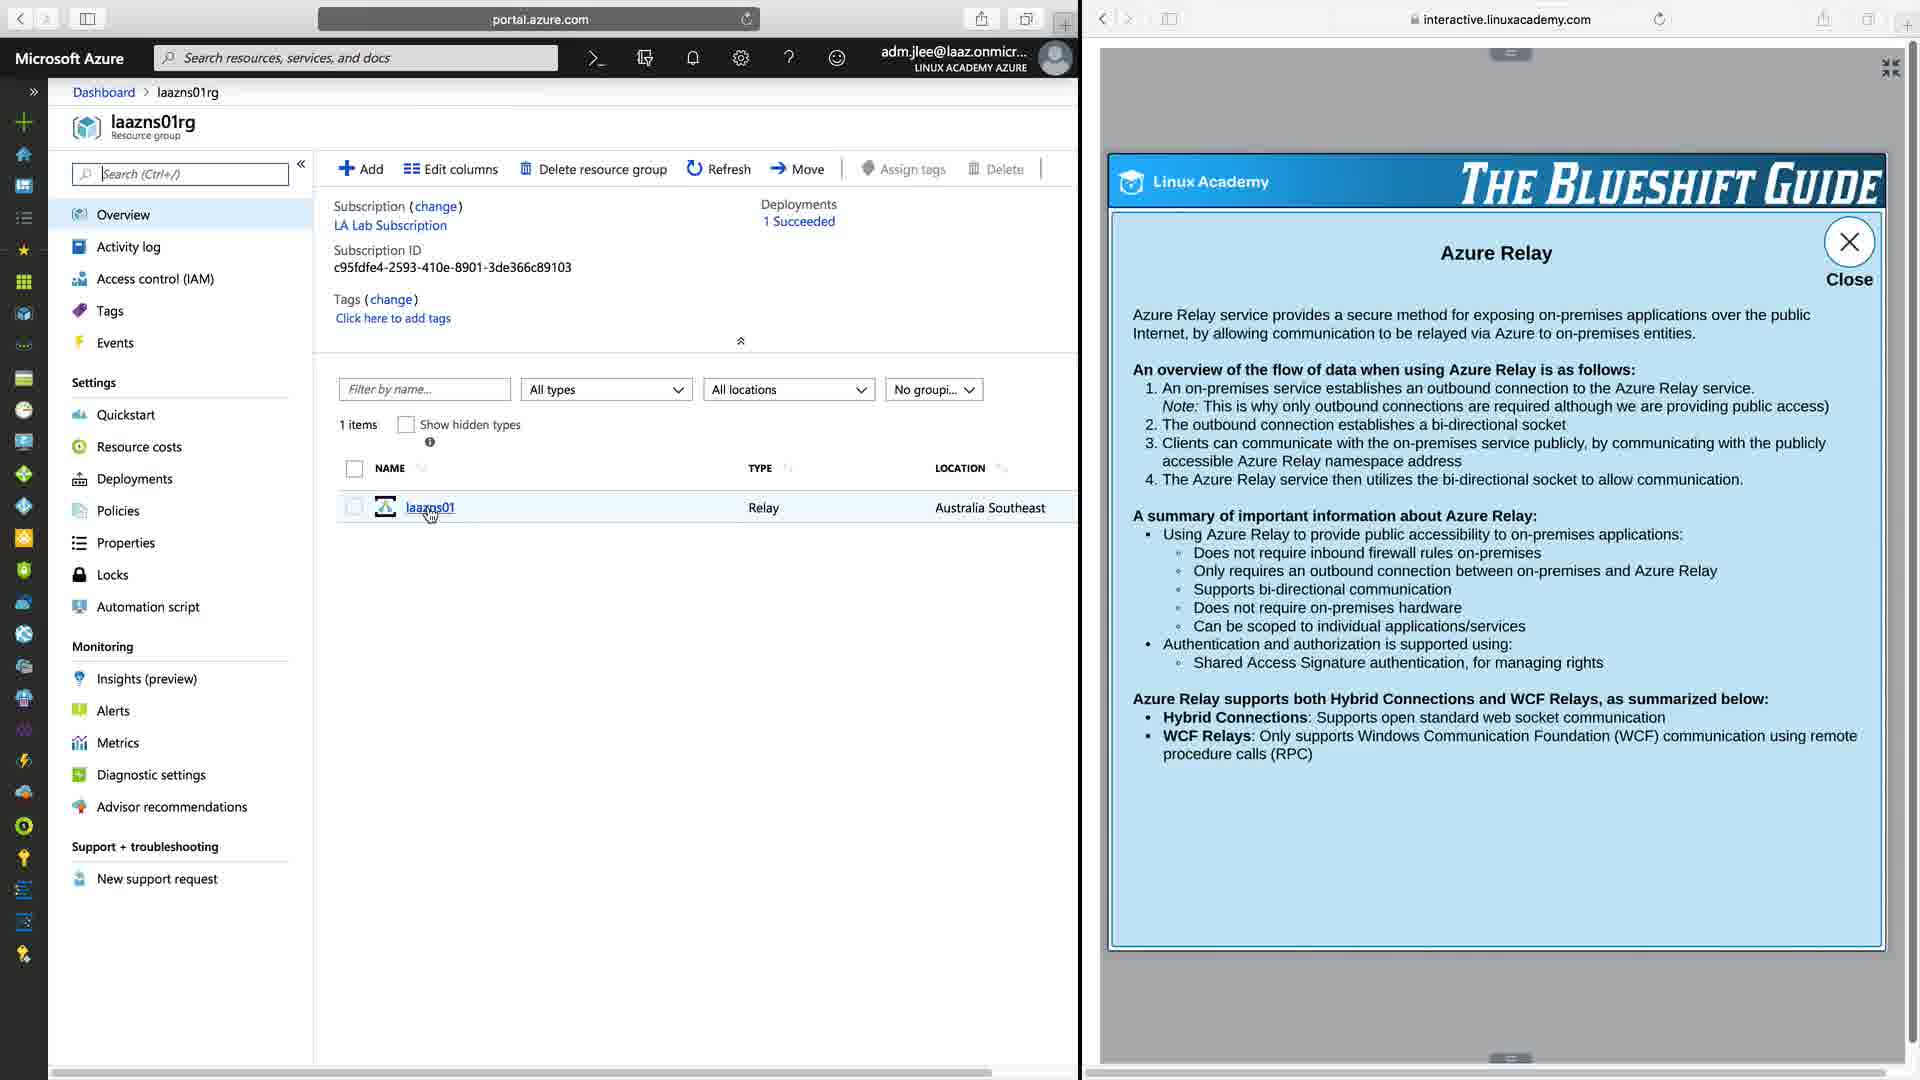 portal.azure.com
Microsoft Azure
Search resources, services, and docs
adm.jlee@laaz.onmicr...
LINUX ACADEMY AZURE
Dashboard > laazns01rg
laazns01rg
Resource group
Search (Ctrl+/)
Overview
Activity log
Access control (IAM)
Tags
Events
Settings
Quickstart
Resource costs
Deployments
Policies
Properties
Locks
Automation script
Monitoring
Insights (preview)
Alerts
Metrics
Diagnostic settings
Advisor recommendations
Support + troubleshooting
New support request
Add
Edit columns
Delete resource group
Refresh
Move
Assign tags
Delete
Subscription (change)
LA Lab Subscription
Subscription ID
c95fdfe4-2593-410e-8901-3de366c89103
Tags (change)
Click here to add tags
Deployments
1 Succeeded
Filter by name...
All types
All locations
No groupi...
1 items
Show hidden types
NAME
TYPE
LOCATION
laazns01
Relay
Australia Southeast
interactive.linuxacademy.com
Linux Academy
THE BLUESHIFT GUIDE
Azure Relay
Close
Azure Relay service provides a secure method for exposing on-premises applications over the public
Internet, by allowing communication to be relayed via Azure to on-premises entities.
An overview of the flow of data when using Azure Relay is as follows:
1. An on-premises service establishes an outbound connection to the Azure Relay service.
Note: This is why only outbound connections are required although we are providing public access)
2. The outbound connection establishes a bi-directional socket
3. Clients can communicate with the on-premises service publicly, by communicating with the publicly
accessible Azure Relay namespace address
4. The Azure Relay service then utilizes the bi-directional socket to allow communication.
A summary of important information about Azure Relay:
• Using Azure Relay to provide public accessibility to on-premises applications:
◦ Does not require inbound firewall rules on-premises
◦ Only requires an outbound connection between on-premises and Azure Relay
◦ Supports bi-directional communication
◦ Does not require on-premises hardware
◦ Can be scoped to individual applications/services
• Authentication and authorization is supported using:
◦ Shared Access Signature authentication, for managing rights
Azure Relay supports both Hybrid Connections and WCF Relays, as summarized below:
• Hybrid Connections: Supports open standard web socket communication
• WCF Relays: Only supports Windows Communication Foundation (WCF) communication using remote
procedure calls (RPC)